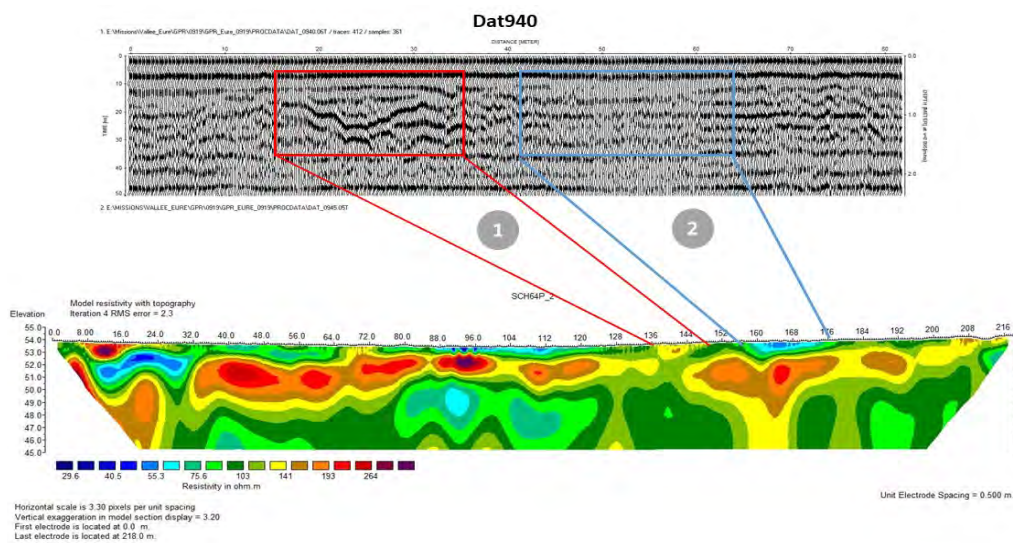 Dat940
1. E:\Missions\Vallee_Eure\GPR\0919\GPR_Eure_0919\PROCDATA\DAT_0940.06T / traces: 412 / samples: 361
DISTANCE [METER]
0 10 20 30 40 50 60 70 80
0 10 20 30 40 50
TIME [ns]
0.0 1.0 2.0
2. E:\MISSIONS\VALLEE_EURE\GPR\0919\GPR_EURE_0919\PROCDATA\DAT_0945.05T
1
2
SCH64P_2
Model resistivity with topography
Iteration 4 RMS error = 2.3
Elevation
0.0 8.00 16.0 24.0 32.0 40.0 48.0 56.0 64.0 72.0 80.0 88.0 96.0 104 112 120 128 136 144 152 160 168 176 184 192 200 208 216
55.0
54.0
53.0
52.0
51.0
50.0
49.0
48.0
47.0
46.0
45.0
29.6 40.5 55.3 75.6 103 141 193 264
Resistivity in ohm.m
Unit Electrode Spacing = 0.500 m.
Horizontal scale is 3.30 pixels per unit spacing
Vertical exaggeration in model section display = 3.20
First electrode is located at 0.0 m.
Last electrode is located at 218.0 m.